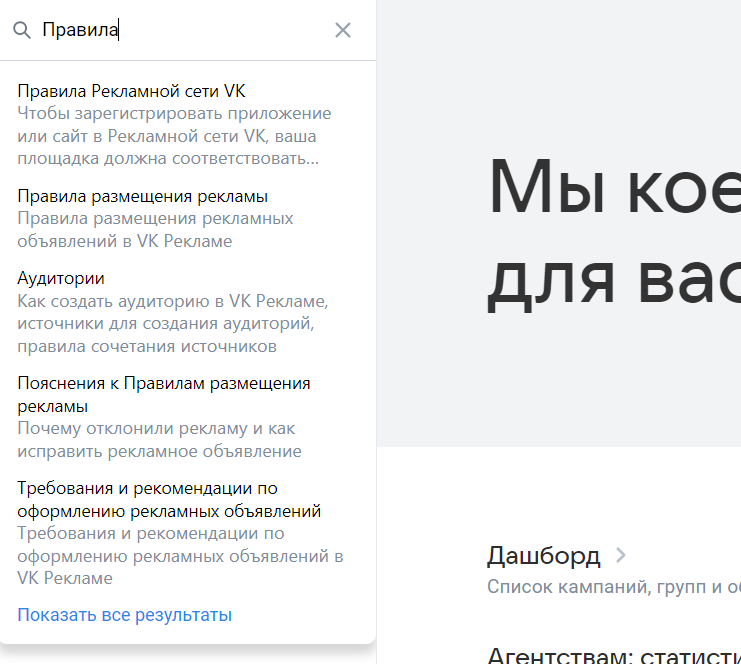 Правила
Правила Рекламной сети VK
Чтобы зарегистрировать приложение
или сайт в Рекламной сети VK, ваша
площадка должна соответствовать...
Правила размещения рекламы
Правила размещения рекламных
объявлений в VK Рекламе
Аудитории
Как создать аудиторию в VK Рекламе,
источники для создания аудиторий,
правила сочетания источников
Пояснения к Правилам размещения
рекламы
Почему отклонили рекламу и как
исправить рекламное объявление
Требования и рекомендации по
оформлению рекламных объявлений
Требования и рекомендации по
оформлению рекламных объявлений в
VK Рекламе
Показать все результаты
Мы кое
для вас
Дашборд
Список кампаний, групп и об
Агентствам: статисти